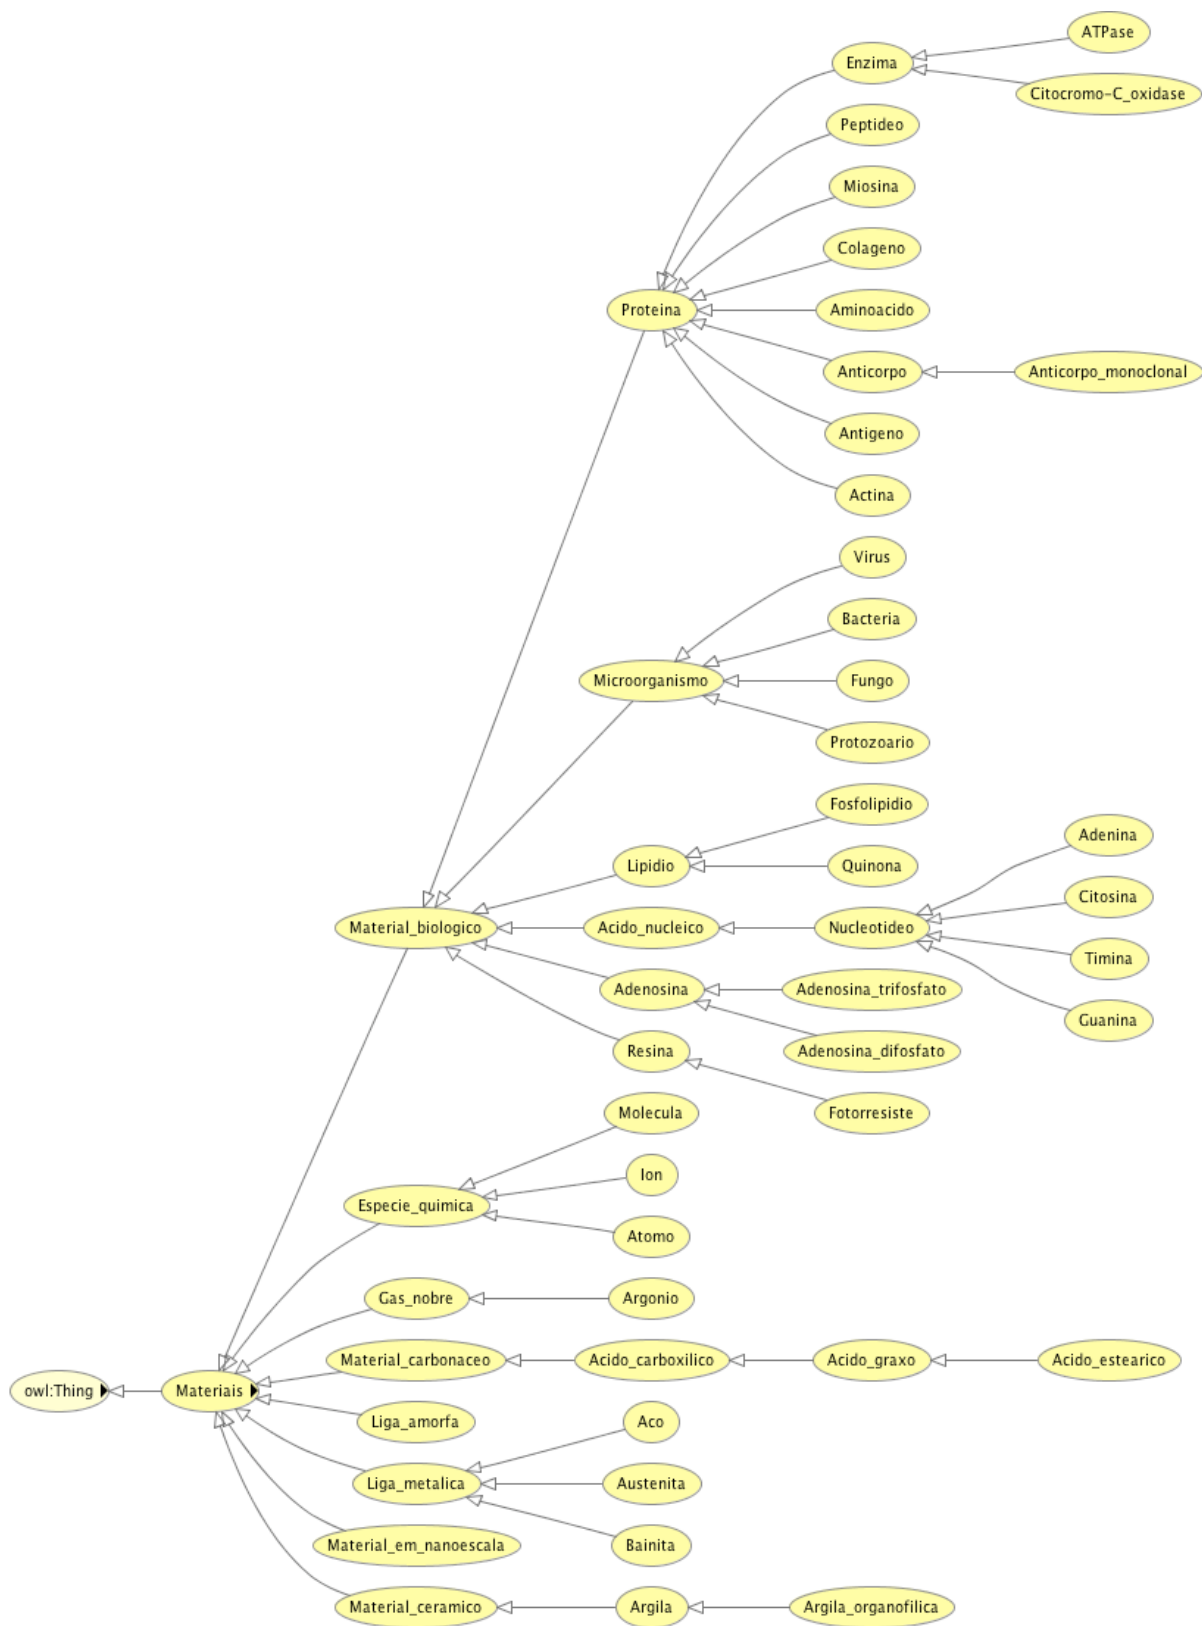 ATPase
Enzima
Citocromo-C_oxidase
Peptideo
Miosina
Colageno
Proteina
Aminoacido
Anticorpo
Anticorpo_monoclonal
Antigeno
Actina
Virus
Bacteria
Microorganismo
Fungo
Protozoario
Fosfolipidio
Adenina
Lipidio
Quinona
Citosina
Material_biologico
Acido_nucleico
Nucleotideo
Timina
Adenosina
Adenosina_trifosfato
Guanina
Resina
Adenosina_difosfato
Molecula
Fotorresiste
Ion
Especie_quimica
Atomo
Gas_nobre
Argonio
Material_carbonaceo
Acido_carboxilico
Acido_graxo
Acido_estearico
owl:Thing
Materiais
Liga_amorfa
Aco
Liga_metalica
Austenita
Material_em_nanoescala
Bainita
Material_ceramico
Argila
Argila_organofilica